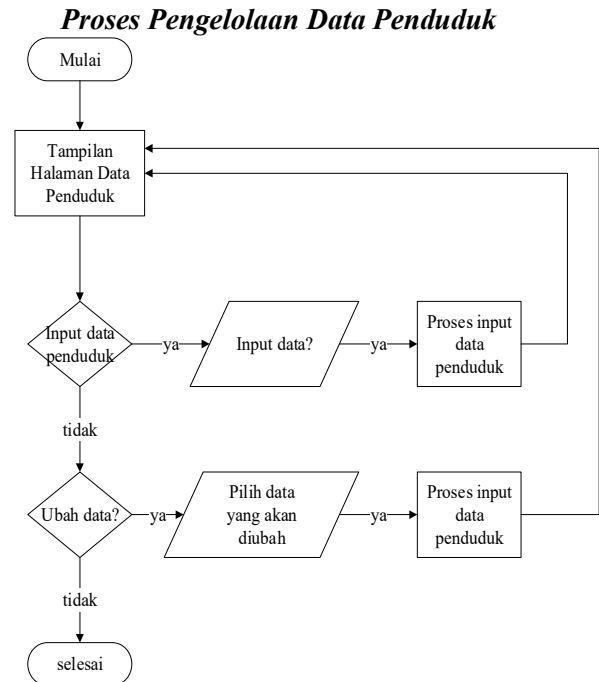 Proses Pengelolaan Data Penduduk
Mulai
Tampilan
Halaman Data
Penduduk
Input data
penduduk
ya
Input data?
ya
Proses input
data
penduduk
tidak
Ubah data?
ya
Pilih data
yang akan
diubah
ya
Proses input
data
penduduk
tidak
selesai